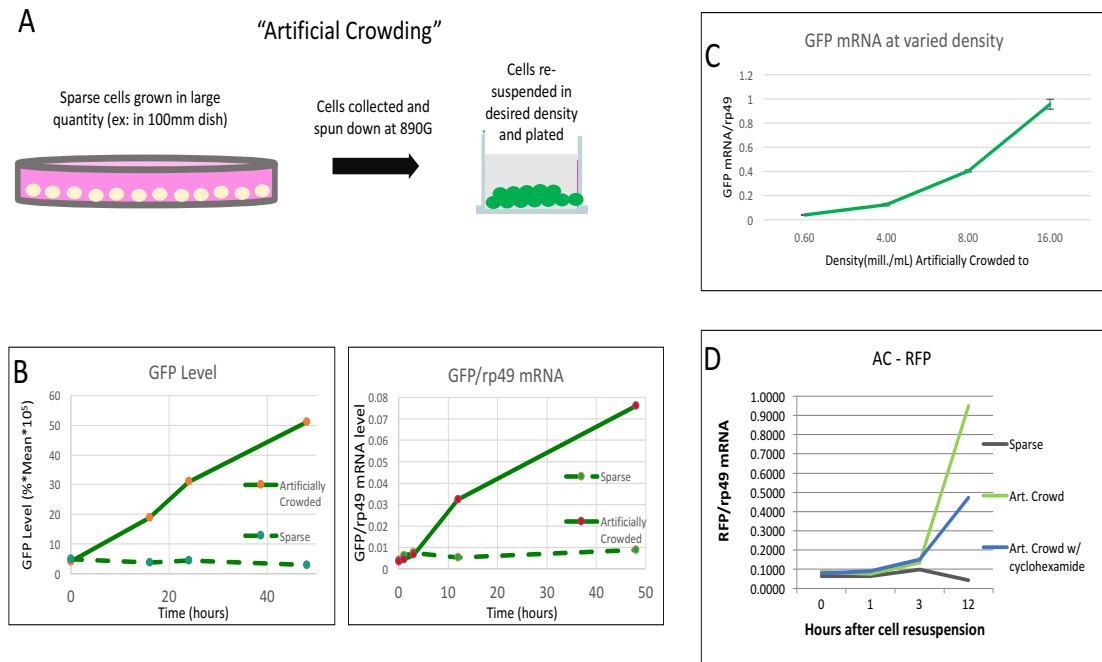 A
“Artificial Crowding”
Sparse cells grown in large
quantity (ex: in 100mm dish)
Cells collected and
spun down at 890G
Cells re-
suspended in
desired density
and plated
B
GFP Level
GFP Level (%*Mean*10⁵)
60
50
40
30
20
10
0
0
20
40
Time (hours)
Artificially
Crowded
Sparse
GFP/rp49 mRNA
GFP/rp49 mRNA level
0.08
0.07
0.06
0.05
0.04
0.03
0.02
0.01
0
0
10
20
30
40
50
Time (hours)
Sparse
Artificially
Crowded
C
GFP mRNA at varied density
GFP mRNA/rp49
1.2
1
0.8
0.6
0.4
0.2
0
0.60
4.00
8.00
16.00
Density(mill./mL) Artificially Crowded to
D
AC - RFP
RFP/rp49 mRNA
1.0000
0.9000
0.8000
0.7000
0.6000
0.5000
0.4000
0.3000
0.2000
0.1000
0.0000
0
1
3
12
Hours after cell resuspension
Sparse
Art. Crowd
Art. Crowd w/
cyclohexamide